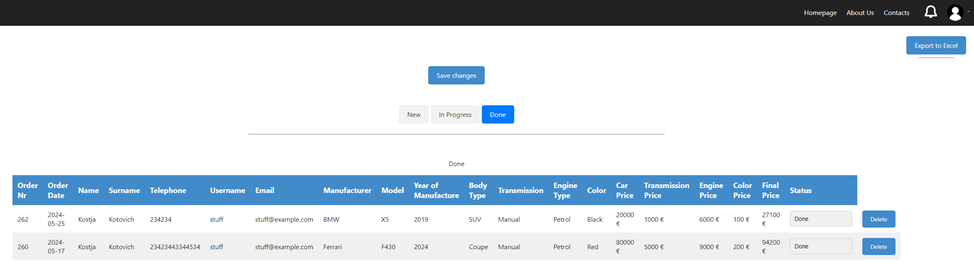 Homepage About Us Contacts
Export to Excel
Save changes
New In Progress Done
Done
Order Nr Order Date Name Surname Telephone Username Email Manufacturer Model Year of Manufacture Body Type Transmission Engine Type Color Car Price Transmission Price Engine Price Color Price Final Price Status
262 2024-05-25 Kostja Kotovich 234234 stuff stuff@example.com BMW X5 2019 SUV Manual Petrol Black 20000 € 1000 € 6000 € 100 € 27100 € Done Delete
260 2024-05-17 Kostja Kotovich 23423443344534 stuff stuff@example.com Ferrari F430 2024 Coupe Manual Petrol Red 80000 € 5000 € 9000 € 200 € 94200 € Done Delete